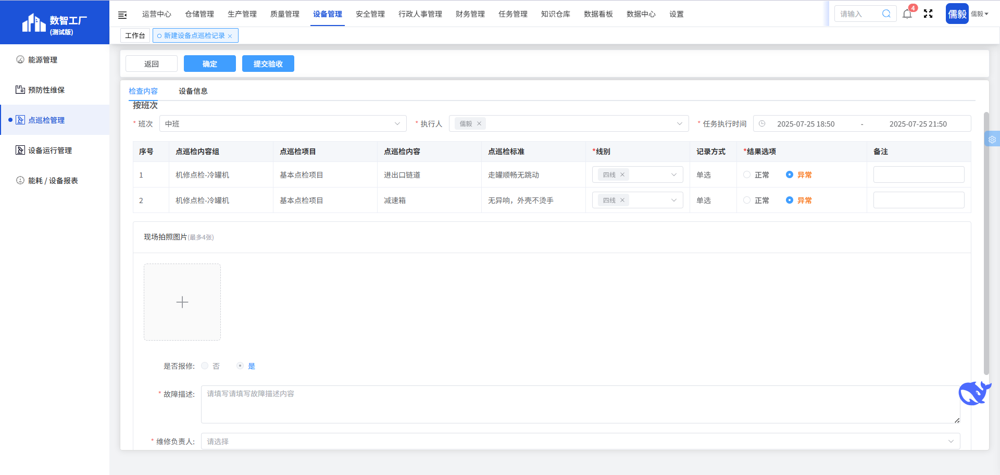 数智工厂
(测试版)
运营中心 仓储管理 生产管理 质量管理 设备管理 安全管理 行政人事管理 财务管理 任务管理 知识仓库 数据看板 数据中心 设置
请输入
4
儒毅 儒毅
工作台 新建设备点巡检记录
能源管理
预防性维保
点巡检管理
设备运行管理
能耗 / 设备报表
返回 确定 提交验收
检查内容 设备信息
按班次
* 班次 中班 * 执行人 儒毅 * 任务执行时间 2025-07-25 18:50 - 2025-07-25 21:50
序号 点巡检内容组 点巡检项目 点巡检内容 点巡检标准 *线别 记录方式 *结果选项 备注
1 机修点检-冷罐机 基本点检项目 进出口链道 走罐顺畅无跳动 四线 单选 正常 异常
2 机修点检-冷罐机 基本点检项目 减速箱 无异响，外壳不烫手 四线 单选 正常 异常
现场拍照图片(最多4张)
是否报修: 否 是
* 故障描述: 请填写请填写故障描述内容
* 维修负责人: 请选择